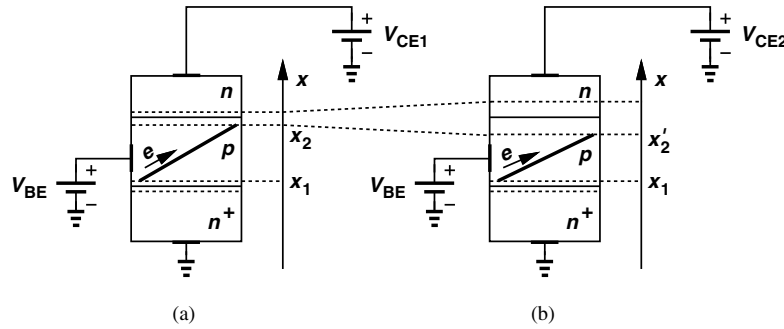 +
V_CE1
−
n
x
e
p
x_2
+
V_BE
−
x_1
n^+
(a)
+
V_CE2
−
n
x
e
p
x_2′
+
V_BE
−
x_1
n^+
(b)